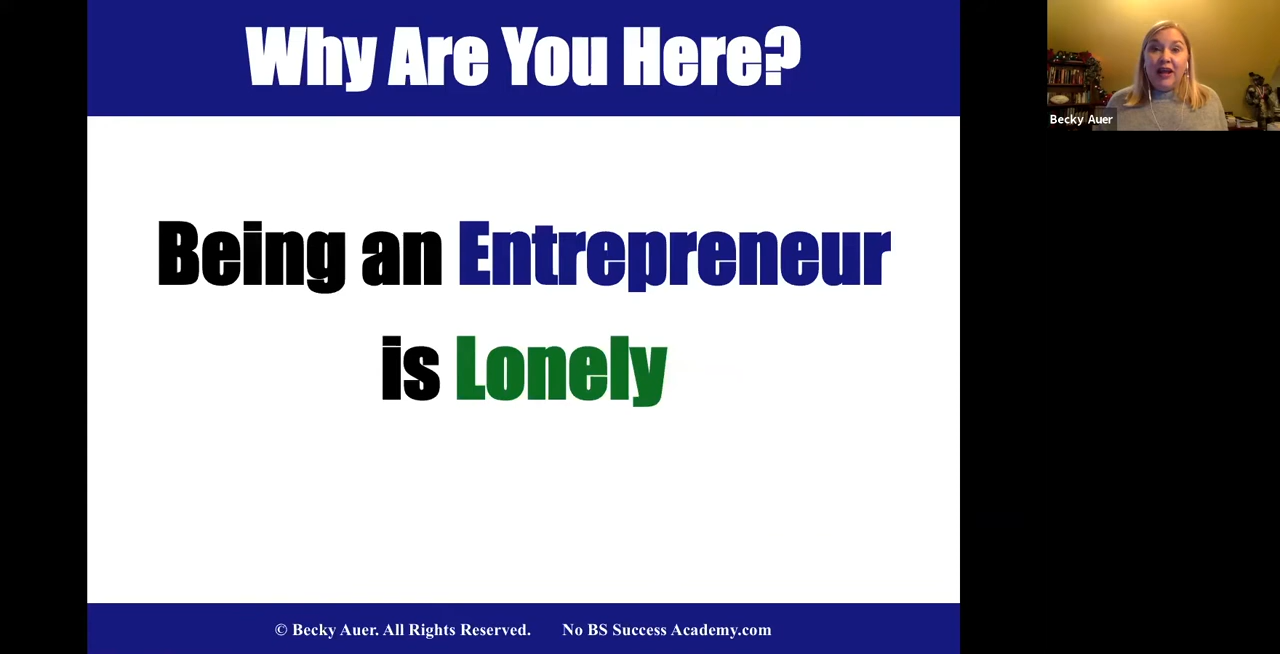 Why Are You Here?
Becky Auer
Being an Entrepreneur
is Lonely
© Becky Auer. All Rights Reserved. No BS Success Academy.com